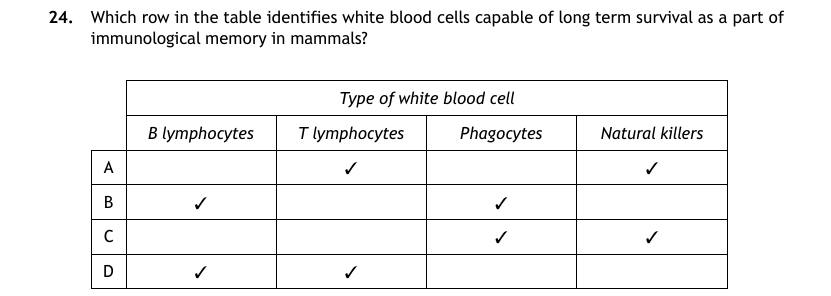 24. Which row in the table identifies white blood cells capable of long term survival as a part of
immunological memory in mammals?
Type of white blood cell
B lymphocytes T lymphocytes Phagocytes Natural killers
A ✓ ✓
B ✓ ✓
C ✓ ✓
D ✓ ✓